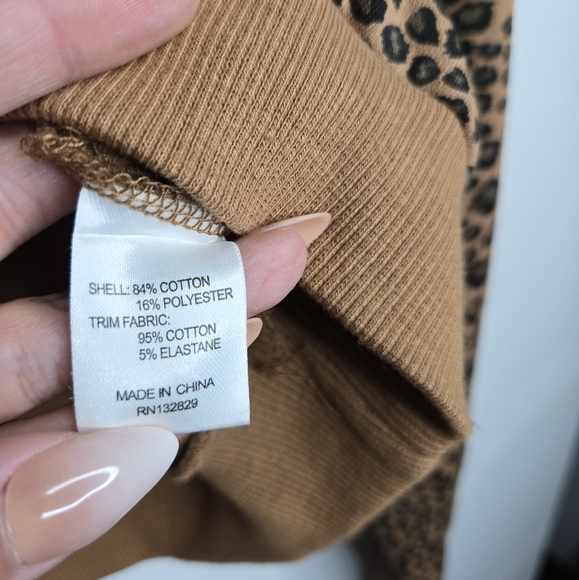 SHELL: 84% COTTON
16% POLYESTER
TRIM FABRIC:
95% COTTON
5% ELASTANE
MADE IN CHINA
RN132829